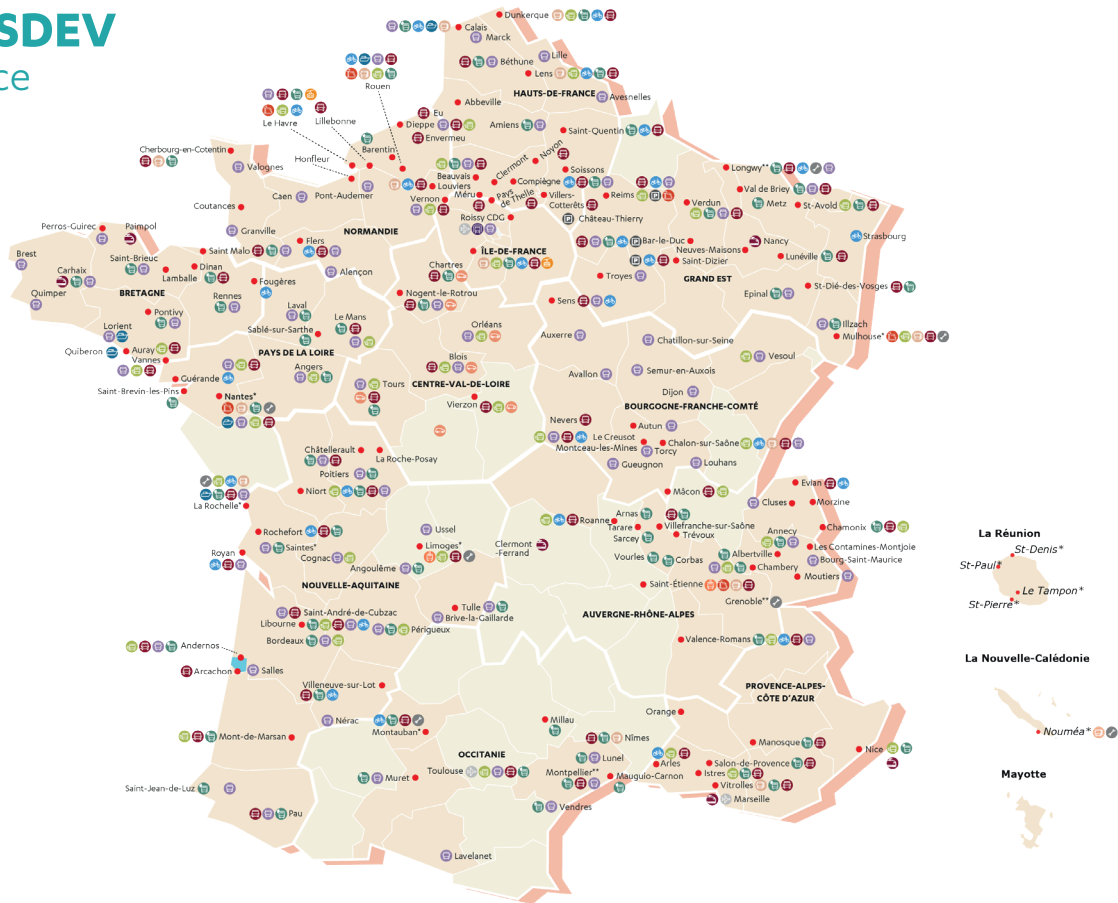 SDEV
ce
Dunkerque
Calais
Marck
Lille
Béthune
Lens
Rouen
HAUTS-DE-FRANCE
Avesnelles
Abbeville
Eu
Lillebonne
Le Havre
Dieppe
Amiens
Saint-Quentin
Envermeu
Cherbourg-en-Cotentin
Barentin
Noyon
Honfleur
Clermont
Soissons
Valognes
Beauvais
Compiègne
Longwy**
Louviers
Caen
Pont-Audemer
Vernon
Méru
Pays
de Thelle
Villers-
Cotterêts
Reims
Val de Briey
Verdun
Metz
St-Avold
Coutances
Roissy CDG
Château-Thierry
Perros-Guirec
Paimpol
Granville
NORMANDIE
Strasbourg
Flers
Bar-le-Duc
Nancy
Saint Malo
ÎLE-DE-FRANCE
Neuves-Maisons
Brest
Saint-Brieuc
Lunéville
Saint-Dizier
Carhaix
Dinan
Chartres
Alençon
Troyes
GRAND EST
Lamballe
Fougères
St-Dié-des-Vosges
Quimper
BRETAGNE
Nogent-le-Rotrou
Epinal
Rennes
Sens
Laval
Pontivy
Le Mans
Illzach
Lorient
Orléans
Sablé-sur-Sarthe
Auxerre
Mulhouse*
Chatillon-sur-Seine
Quiberon
Auray
PAYS DE LA LOIRE
Vannes
Blois
Vesoul
Angers
Semur-en-Auxois
Avallon
Guérande
Tours
CENTRE-VAL-DE-LOIRE
Saint-Brevin-les-Pins
Dijon
Nantes*
Vierzon
BOURGOGNE-FRANCHE-COMTÉ
Nevers
Autun
Le Creusot
Chalon-sur-Saône
Montceau-les-Mines
Torcy
Châtellerault
La Roche-Posay
Gueugnon
Louhans
Poitiers
Evian
Niort
Mâcon
La Rochelle*
Cluses
Morzine
Arnas
Roanne
Tarare
Villefranche-sur-Saône
Chamonix
Rochefort
Ussel
Annecy
Trévoux
La Réunion
Sarcey
Saintes*
Limoges*
Clermont
-Ferrand
Les Contamines-Montjoie
St-Denis*
Royan
Albertville
Cognac
Vourles
Corbas
Bourg-Saint-Maurice
St-Paul*
Angoulême
Chambery
Moutiers
NOUVELLE-AQUITAINE
Saint-Étienne
Le Tampon*
Grenoble**
St-Pierre*
Saint-André-de-Cubzac
Tulle
AUVERGNE-RHÔNE-ALPES
Brive-la-Gaillarde
Libourne
Périgueux
Bordeaux
Valence-Romans
Andernos
La Nouvelle-Calédonie
Arcachon
Salles
Villeneuve-sur-Lot
PROVENCE-ALPES-
CÔTE D'AZUR
Orange
Nérac
Millau
Montauban*
Nouméa*
Mont-de-Marsan
Nîmes
Manosque
Nice
OCCITANIE
Lunel
Arles
Salon-de-Provence
Toulouse
Montpellier**
Istres
Mayotte
Muret
Mauguio-Carnon
Vitrolles
Saint-Jean-de-Luz
Marseille
Vendres
Pau
Lavelanet